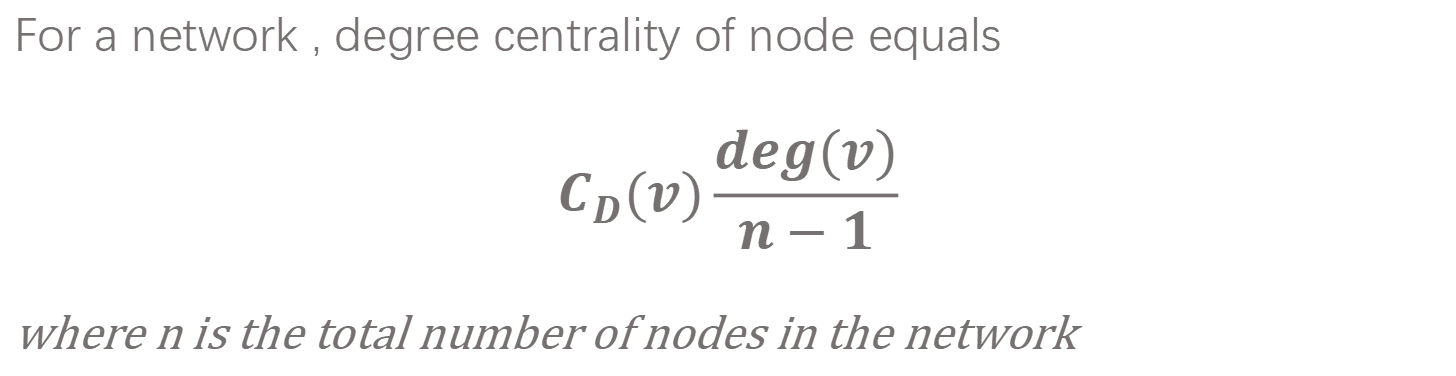 For a network , degree centrality of node equals
C_D(v) deg(v)/(n − 1)
where n is the total number of nodes in the network